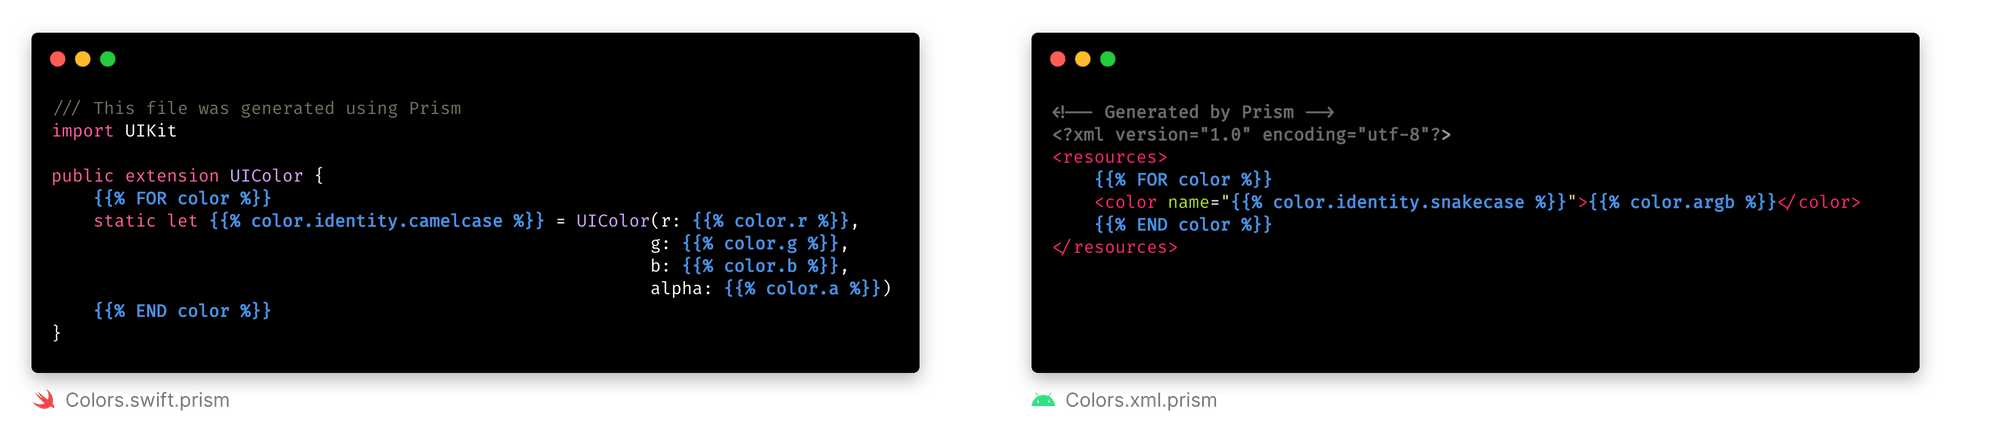 /// This file was generated using Prism
import UIKit

public extension UIColor {
    {{% FOR color %}}
    static let {{% color.identity.camelcase %}} = UIColor(r: {{% color.r %}},
                                                          g: {{% color.g %}},
                                                          b: {{% color.b %}},
                                                          alpha: {{% color.a %}})
    {{% END color %}}
}
Colors.swift.prism
<!-- Generated by Prism -->
<?xml version="1.0" encoding="utf-8"?>
<resources>
    {{% FOR color %}}
    <color name="{{% color.identity.snakecase %}}">{{% color.argb %}}</color>
    {{% END color %}}
</resources>
Colors.xml.prism